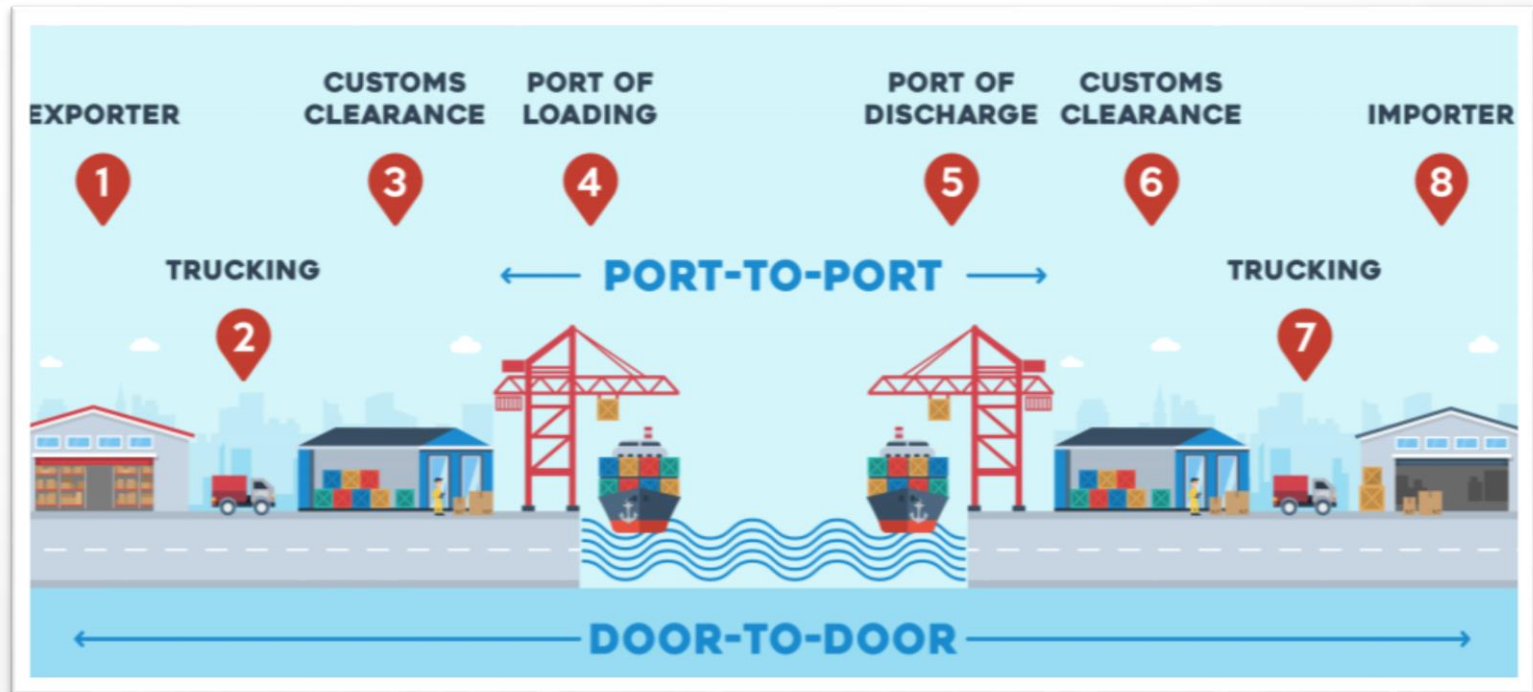 EXPORTER
1
TRUCKING
2
CUSTOMS
CLEARANCE
3
PORT OF
LOADING
4
PORT-TO-PORT
PORT OF
DISCHARGE
5
CUSTOMS
CLEARANCE
6
TRUCKING
7
IMPORTER
8
DOOR-TO-DOOR